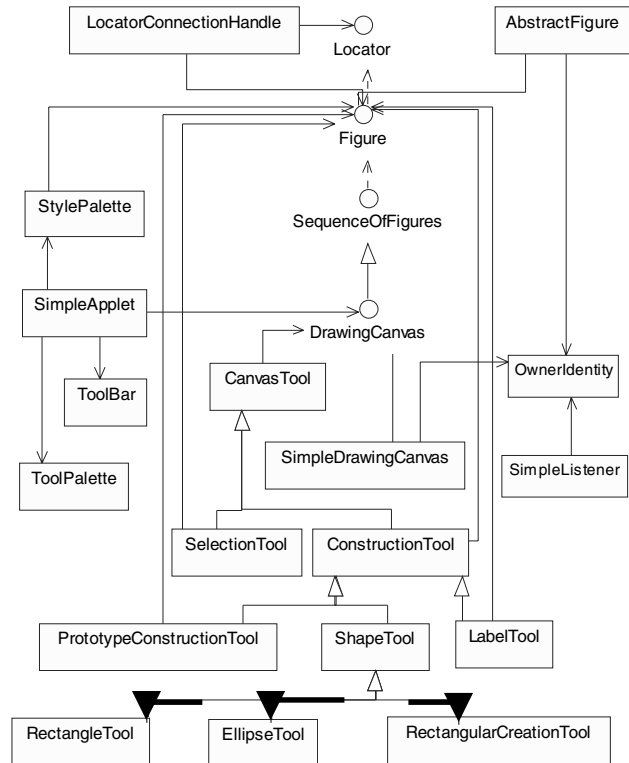 LocatorConnectionHandle
AbstractFigure
Locator
Figure
StylePalette
SequenceOfFigures
SimpleApplet
DrawingCanvas
CanvasTool
OwnerIdentity
ToolBar
SimpleDrawingCanvas
SimpleListener
ToolPalette
SelectionTool
ConstructionTool
PrototypeConstructionTool
ShapeTool
LabelTool
RectangleTool
EllipseTool
RectangularCreationTool